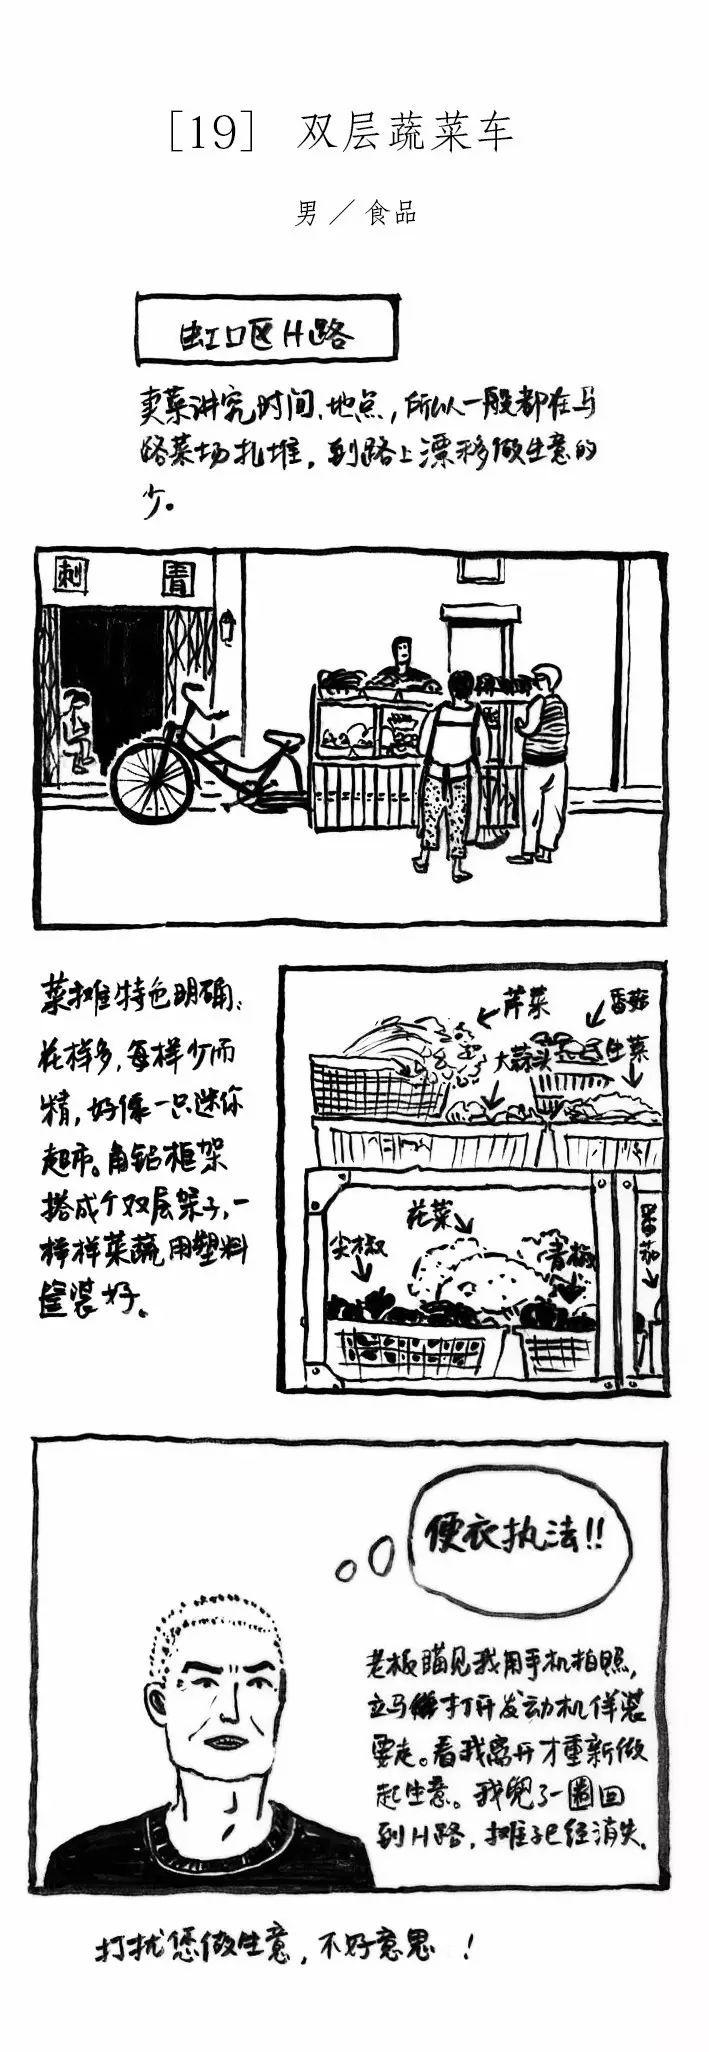 [19] 双层蔬菜车
男／食品
虹口区H路
卖菜讲究时间、地点，所以一般都在马
路菜场扎堆，到路上漂移做生意的
少。
刺 青
菜摊特色明确：
花样多，每样少而
精，好像一只迷你
超市。角铝框架
搭成个双层架子，一
样样菜蔬用塑料
筐装好。
芹菜
香菇
大蒜头
生菜
花菜
尖椒
青椒
番茄
便衣执法!!
老板瞄见我用手机拍照，
立马打开发动机佯装
要走。看我离开才重新做
起生意。我兜了一圈回
到H路，摊子已经消失。
打扰您做生意，不好意思！